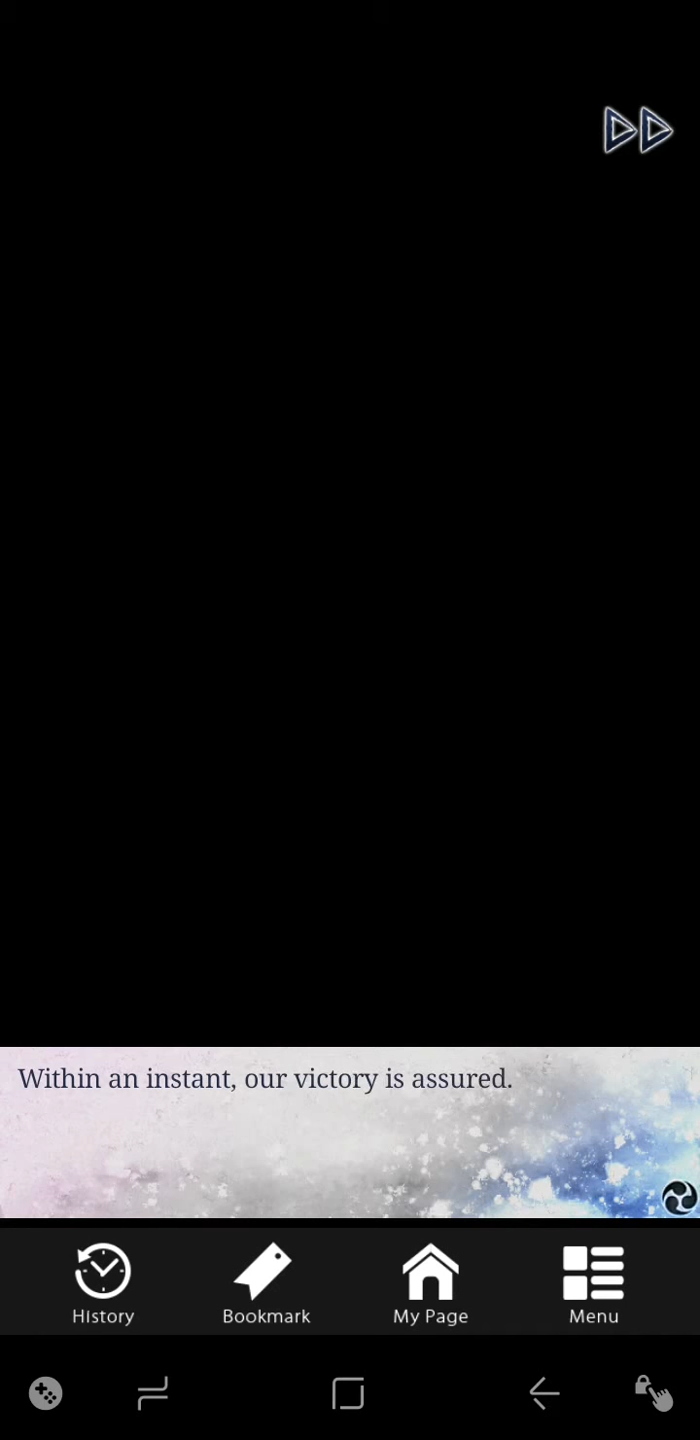 Within an instant, our victory is assured.
History
Bookmark
My Page
Menu